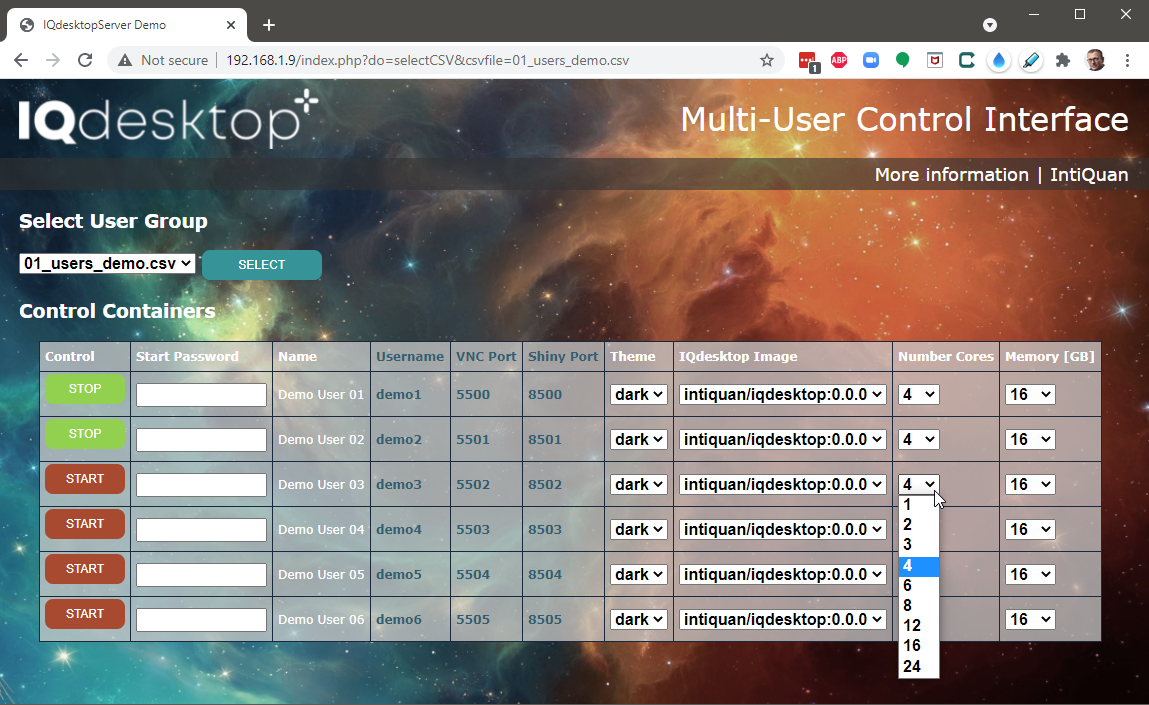 IQdesktopServer Demo
Not secure 192.168.1.9/index.php?do=selectCSV&csvfile=01_users_demo.csv
1 ABP
IQdesktop+
Multi-User Control Interface
More information | IntiQuan
Select User Group
01_users_demo.csv SELECT
Control Containers
Control Start Password Name Username VNC Port Shiny Port Theme IQdesktop Image Number Cores Memory [GB]
STOP Demo User 01 demo1 5500 8500 dark intiquan/iqdesktop:0.0.0 4 16
STOP Demo User 02 demo2 5501 8501 dark intiquan/iqdesktop:0.0.0 4 16
START Demo User 03 demo3 5502 8502 dark intiquan/iqdesktop:0.0.0 4 16
START Demo User 04 demo4 5503 8503 dark intiquan/iqdesktop:0.0.0 16
START Demo User 05 demo5 5504 8504 dark intiquan/iqdesktop:0.0.0 16
START Demo User 06 demo6 5505 8505 dark intiquan/iqdesktop:0.0.0 16
1
2
3
4
6
8
12
16
24